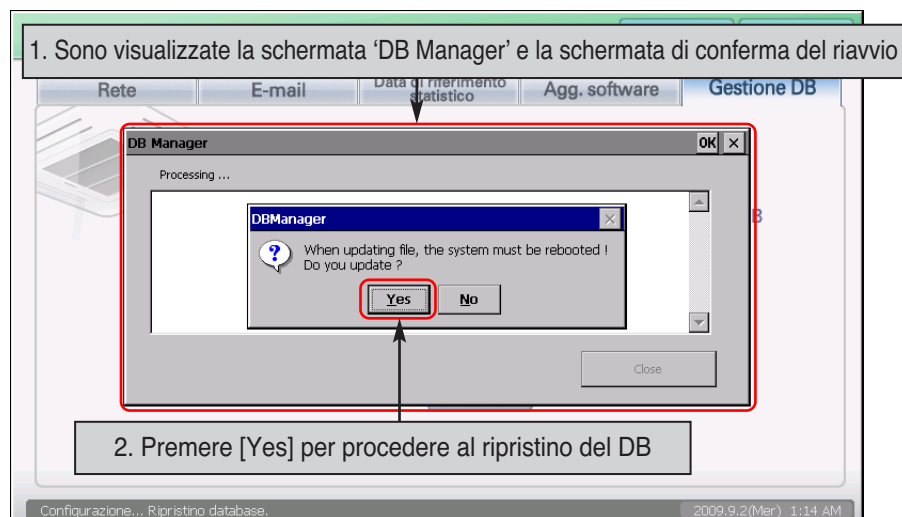 1. Sono visualizzate la schermata ‘DB Manager’ e la schermata di conferma del riavvio
Rete
E-mail
Data di riferimento
statistico
Agg. software
Gestione DB
DB Manager
OK
Processing ...
B
DBManager
When updating file, the system must be rebooted !
Do you update ?
Yes
No
Close
2. Premere [Yes] per procedere al ripristino del DB
Configurazione... Ripristino database.
2009.9.2(Mer) 1:14 AM